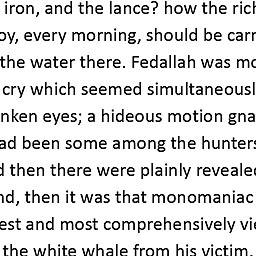 iron, and the lance? how the rich
oy, every morning, should be carr
the water there. Fedallah was mo
cry which seemed simultaneousl
nken eyes; a hideous motion gna
ad been some among the hunters
d then there were plainly reveale
nd, then it was that monomaniac
est and most comprehensively vie
the white whale from his victim.